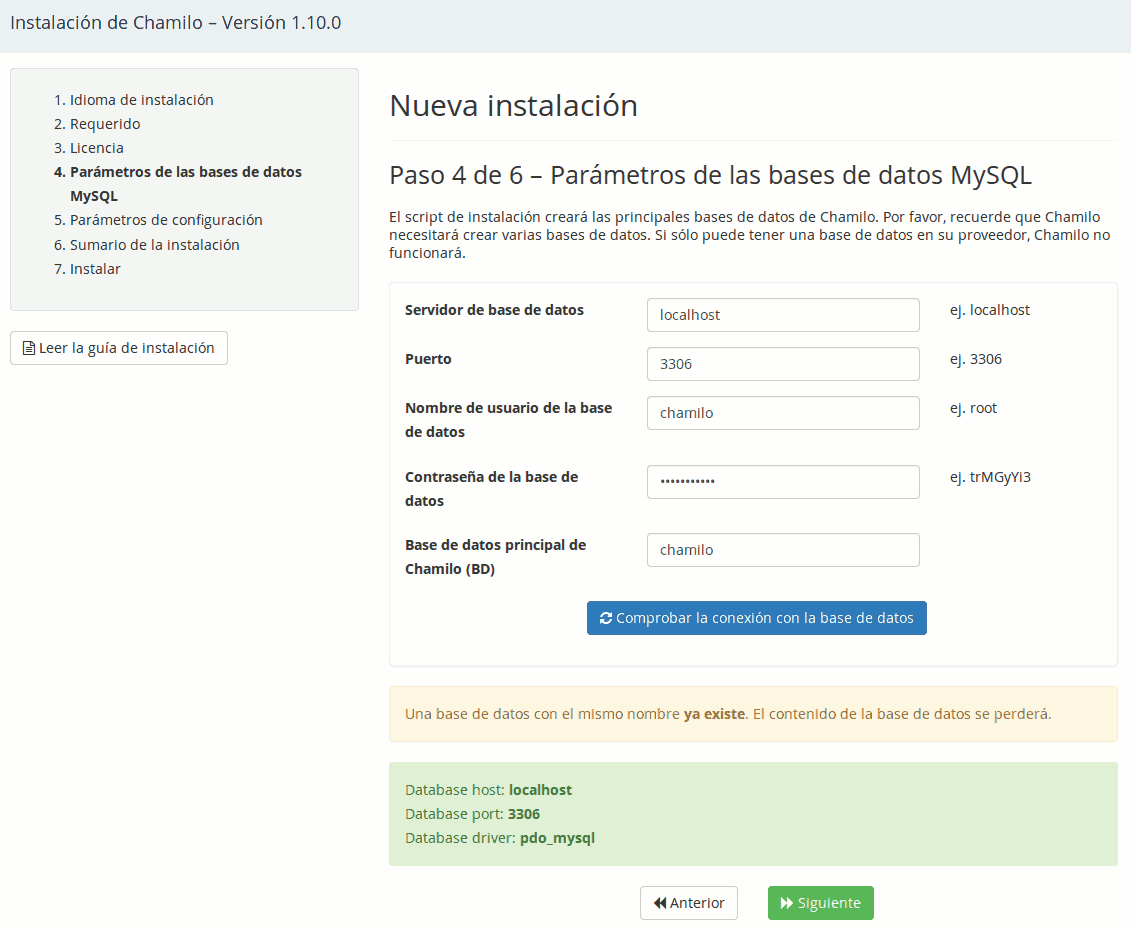 Instalación de Chamilo – Versión 1.10.0
1. Idioma de instalación
2. Requerido
3. Licencia
4. Parámetros de las bases de datos
MySQL
5. Parámetros de configuración
6. Sumario de la instalación
7. Instalar
Leer la guía de instalación
Nueva instalación
Paso 4 de 6 – Parámetros de las bases de datos MySQL
El script de instalación creará las principales bases de datos de Chamilo. Por favor, recuerde que Chamilo
necesitará crear varias bases de datos. Si sólo puede tener una base de datos en su proveedor, Chamilo no
funcionará.
Servidor de base de datos localhost ej. localhost
Puerto 3306 ej. 3306
Nombre de usuario de la base chamilo ej. root
de datos
Contraseña de la base de ••••••••••• ej. trMGyYi3
datos
Base de datos principal de chamilo
Chamilo (BD)
Comprobar la conexión con la base de datos
Una base de datos con el mismo nombre ya existe. El contenido de la base de datos se perderá.
Database host: localhost
Database port: 3306
Database driver: pdo_mysql
Anterior Siguiente